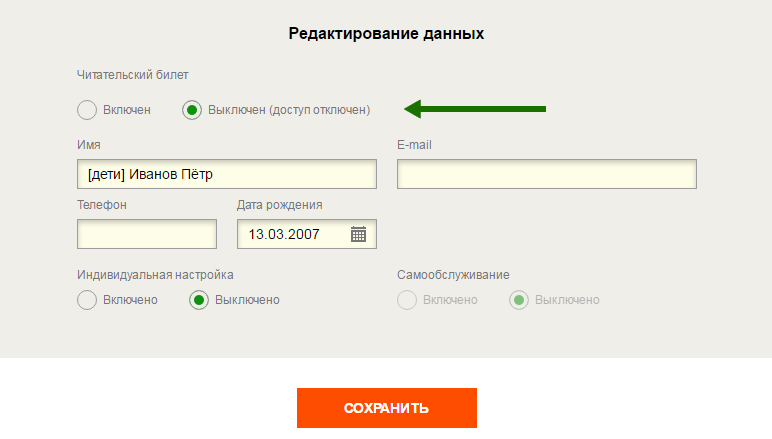 Редактирование данных
Читательский билет
Включен Выключен (доступ отключен)
Имя E-mail
[дети] Иванов Пётр
Телефон Дата рождения
13.03.2007
Индивидуальная настройка Самообслуживание
Включено Выключено Включено Выключено
СОХРАНИТЬ